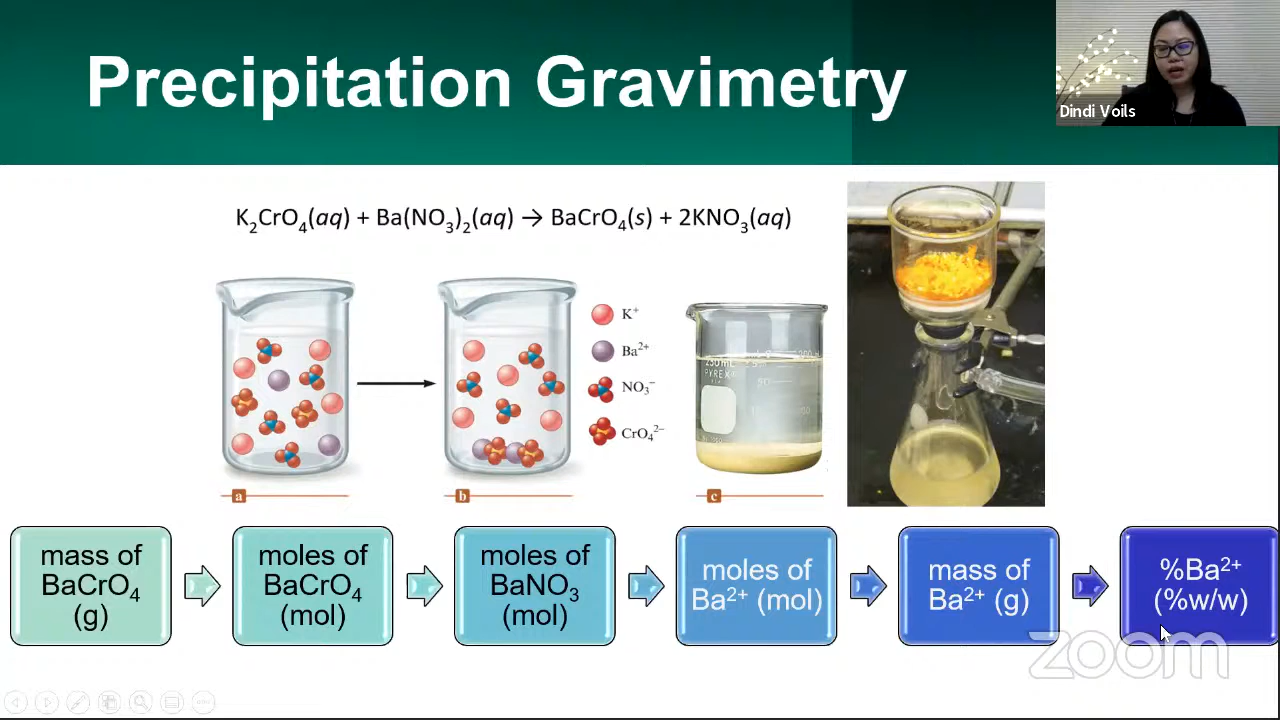 Precipitation Gravimetry
Dindi Voils
K₂CrO₄(aq) + Ba(NO₃)₂(aq) → BaCrO₄(s) + 2KNO₃(aq)
K⁺
Ba²⁺
NO₃⁻
CrO₄²⁻
PYREX
a
b
c
mass of
BaCrO₄
(g)
moles of
BaCrO₄
(mol)
moles of
BaNO₃
(mol)
moles of
Ba²⁺ (mol)
mass of
Ba²⁺ (g)
%Ba²⁺
(%w/w)
zoom